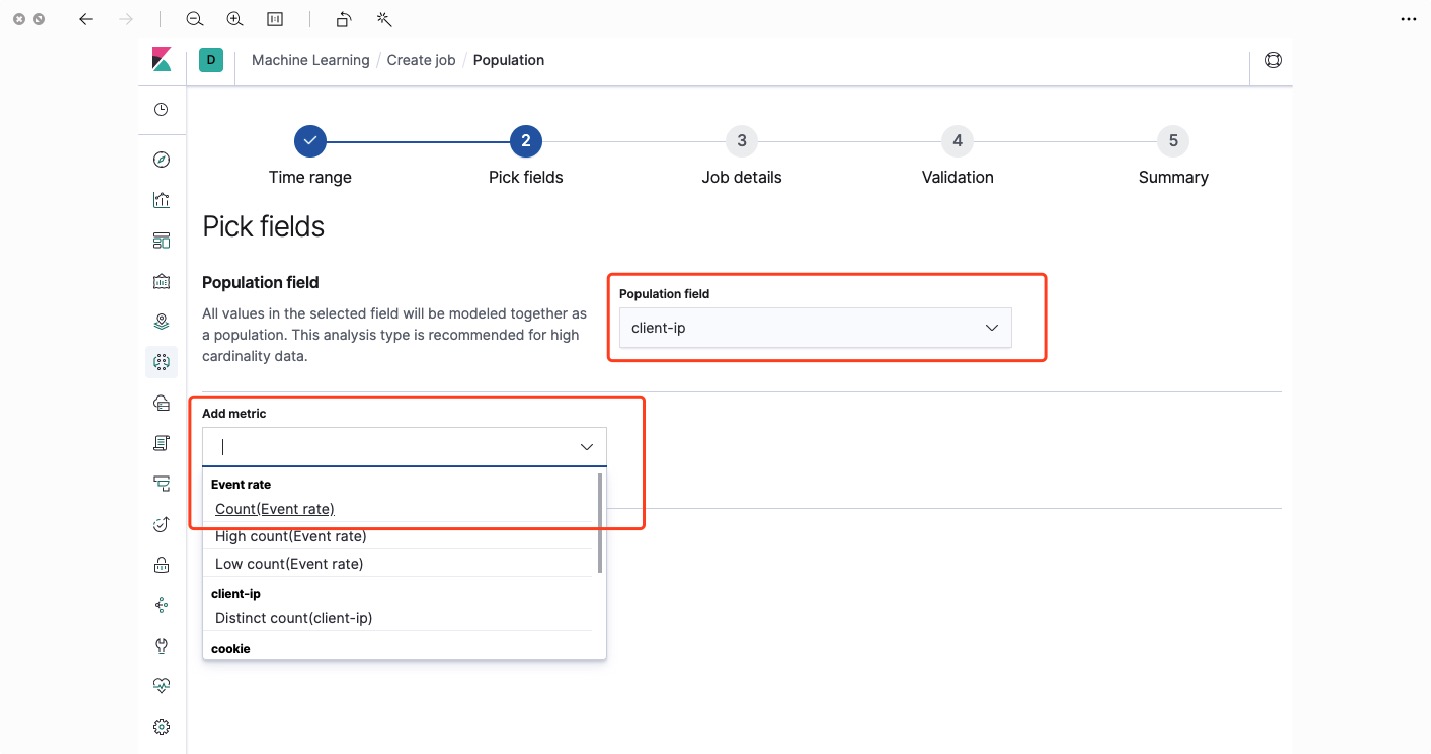 D
Machine Learning / Create job / Population
2
3
4
5
Time range
Pick fields
Job details
Validation
Summary
Pick fields
Population field
All values in the selected field will be modeled together as
a population. This analysis type is recommended for high
cardinality data.
Population field
client-ip
Add metric
Event rate
Count(Event rate)
High count(Event rate)
Low count(Event rate)
client-ip
Distinct count(client-ip)
cookie